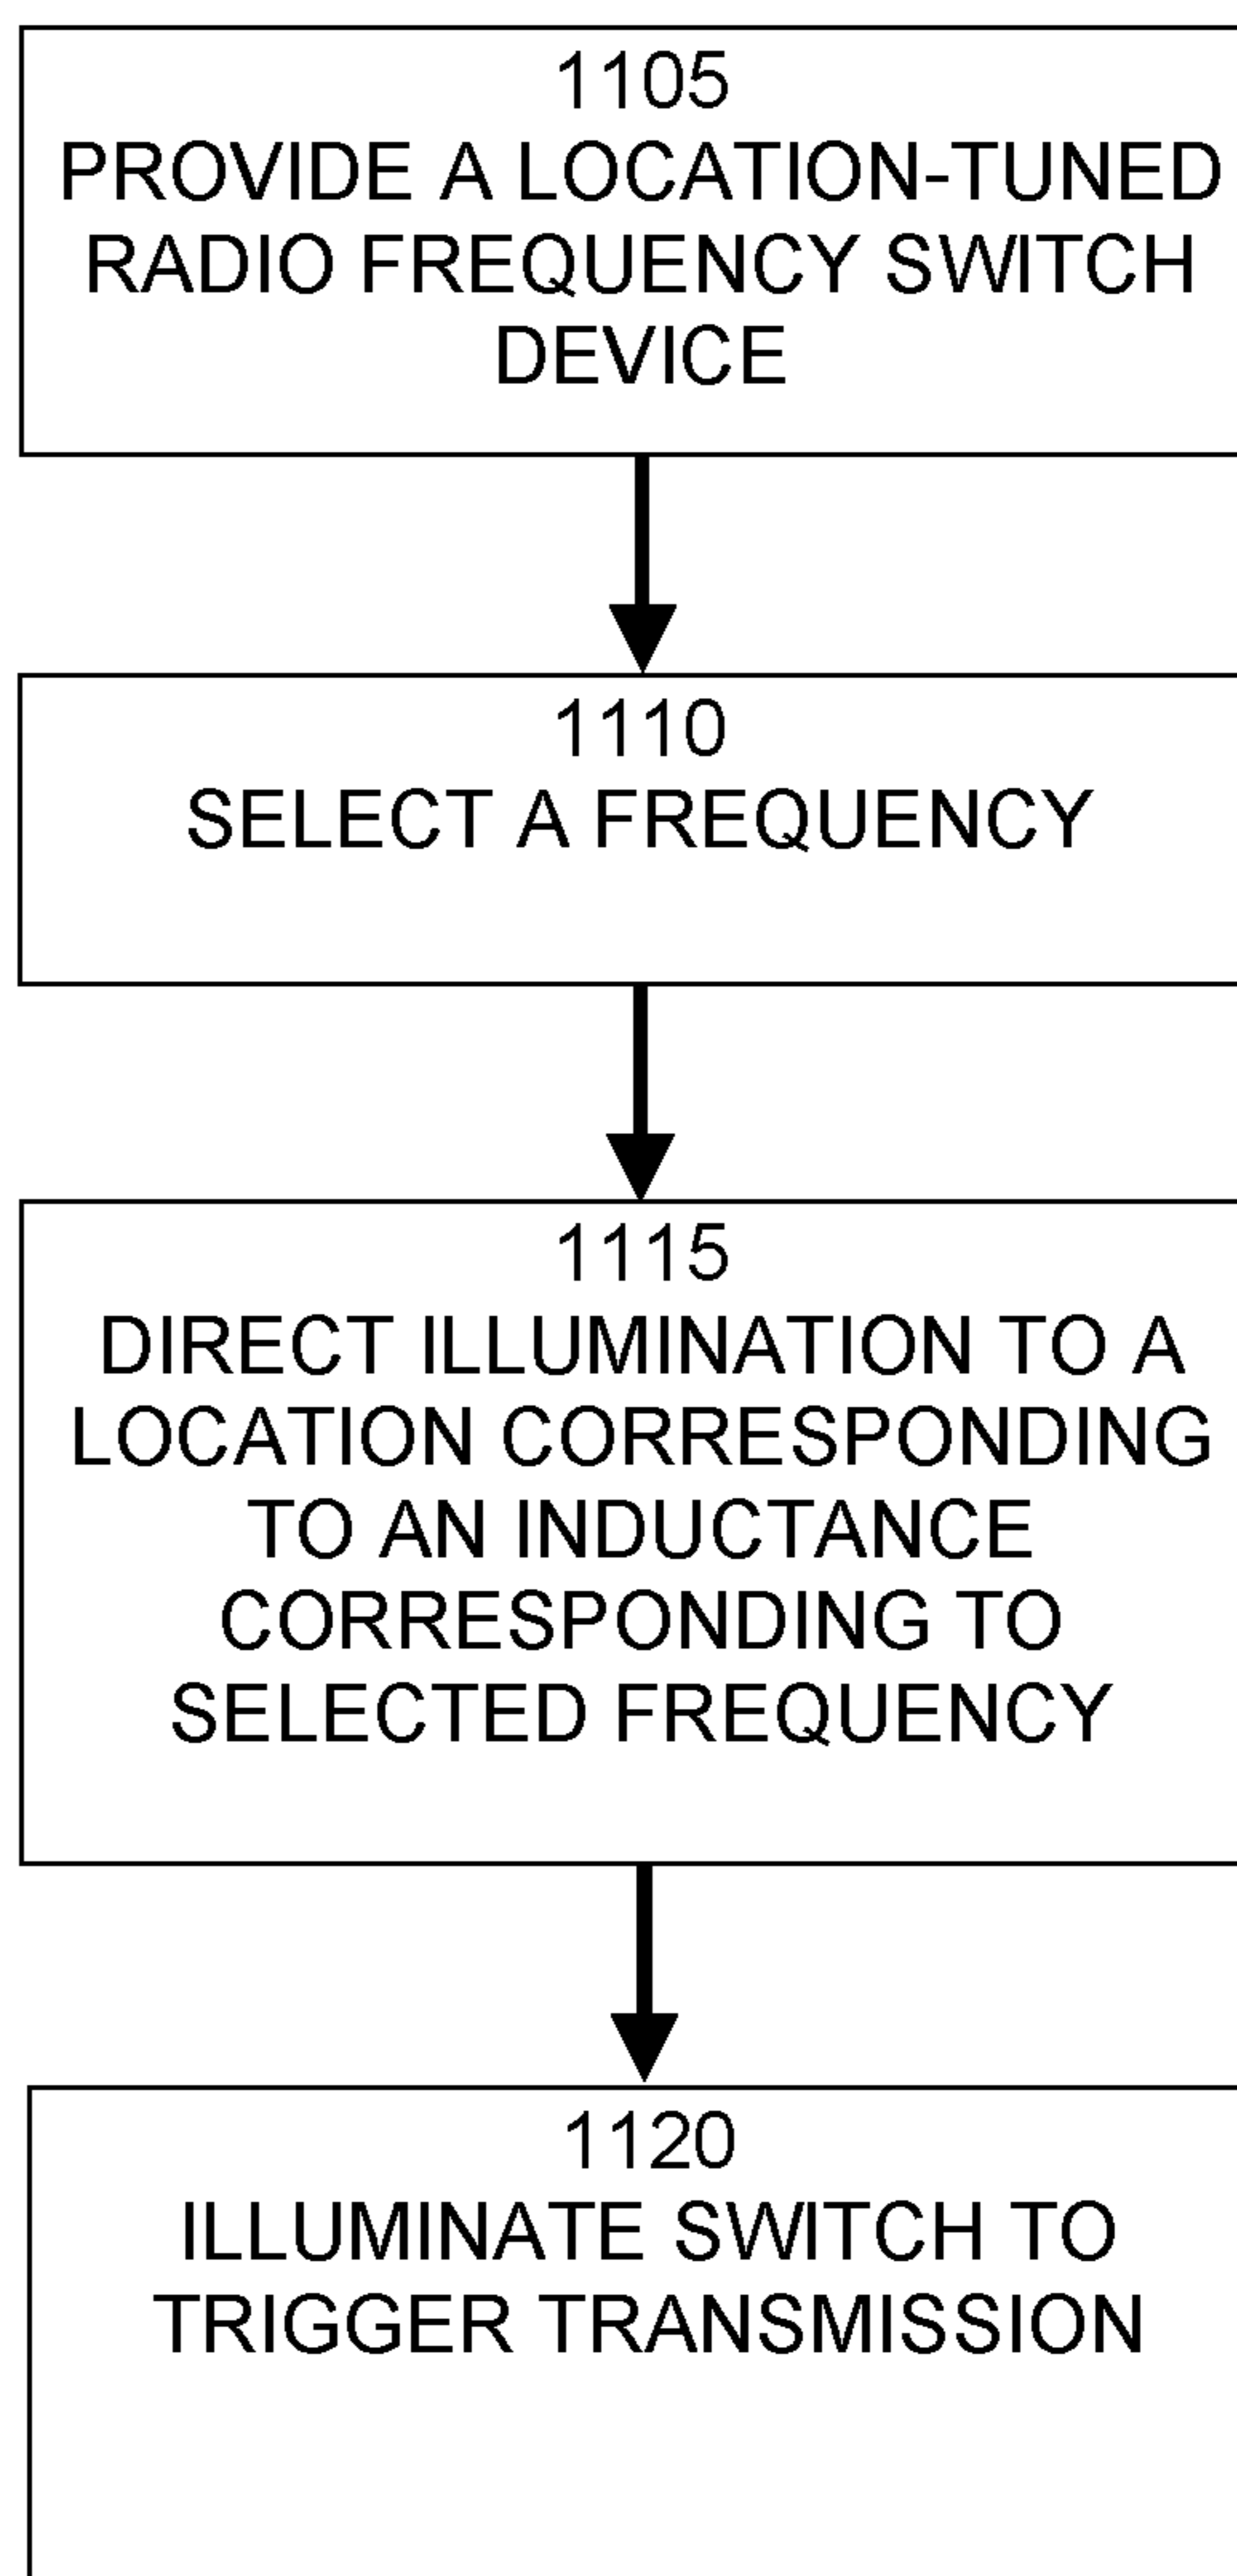 1105
PROVIDE A LOCATION-TUNED
RADIO FREQUENCY SWITCH
DEVICE
1110
SELECT A FREQUENCY
1115
DIRECT ILLUMINATION TO A
LOCATION CORRESPONDING
TO AN INDUCTANCE
CORRESPONDING TO
SELECTED FREQUENCY
1120
ILLUMINATE SWITCH TO
TRIGGER TRANSMISSION